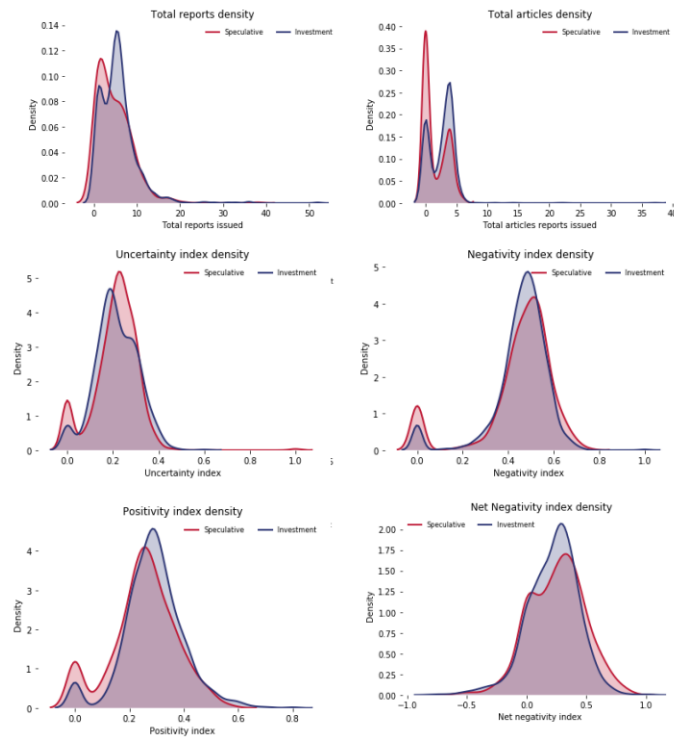 Total reports density
Speculative Investment
0.14
0.12
0.10
0.08
0.06
0.04
0.02
0.00
Density
0 10 20 30 40 50
Total reports issued
Total articles density
Speculative Investment
0.40
0.35
0.30
0.25
0.20
0.15
0.10
0.05
0.00
Density
0 5 10 15 20 25 30 35 40
Total articles reports issued
Uncertainty index density
Speculative Investment
5
4
3
2
1
0
Density
0.0 0.2 0.4 0.6 0.8 1.0
Uncertainty index
Negativity index density
Speculative Investment
5
4
3
2
1
0
Density
0.0 0.2 0.4 0.6 0.8 1.0
Negativity index
Positivity index density
Speculative Investment
4
3
2
1
0
Density
0.0 0.2 0.4 0.6 0.8
Positivity index
Net Negativity index density
Speculative Investment
2.00
1.75
1.50
1.25
1.00
0.75
0.50
0.25
0.00
Density
−1.0 −0.5 0.0 0.5 1.0
Net negativity index